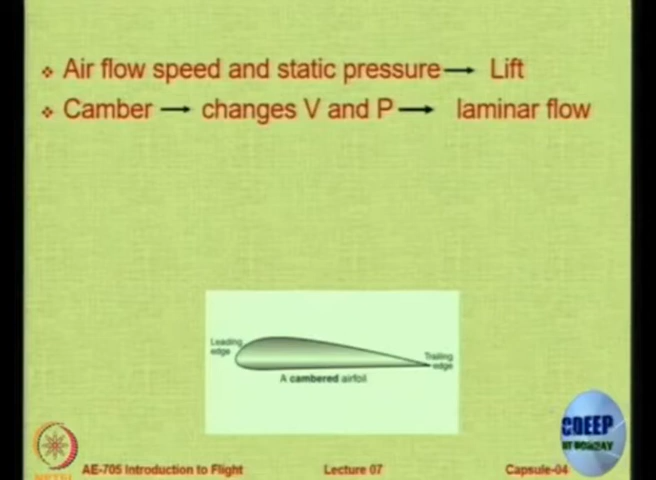 Air flow speed and static pressure → Lift
Camber → changes V and P → laminar flow
Leading edge
Trailing edge
A cambered airfoil
CDEEP
IIT BOMBAY
NPTEL
AE-705 Introduction to Flight Lecture 07 Capsule-04